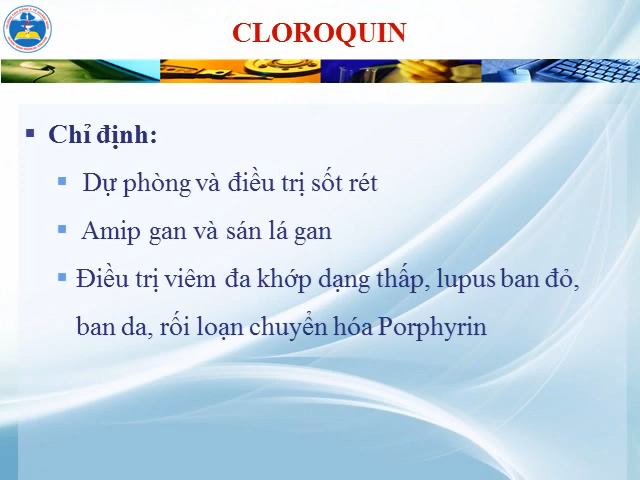 CLOROQUIN
Chỉ định:
Dự phòng và điều trị sốt rét
Amip gan và sán lá gan
Điều trị viêm đa khớp dạng thấp, lupus ban đỏ,
ban da, rối loạn chuyển hóa Porphyrin